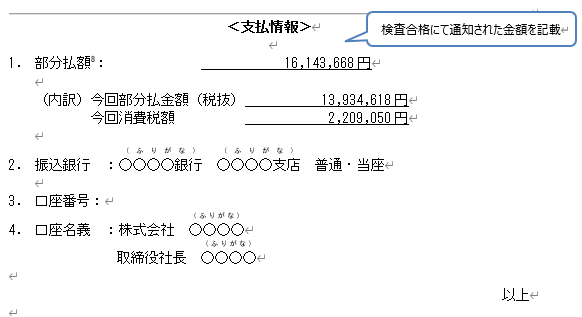 ＜支払情報＞
検査合格にて通知された金額を記載
1． 部分払額8： 16,143,668円
（内訳）今回部分払金額（税抜） 13,934,618円
今回消費税額 2,209,050円
（ふりがな） （ふりがな）
2． 振込銀行 ：○○○○銀行 ○○○○支店 普通・当座
3． 口座番号：
（ふりがな）
4． 口座名義 ：株式会社 ○○○○
（ふりがな）
取締役社長 ○○○○
以上